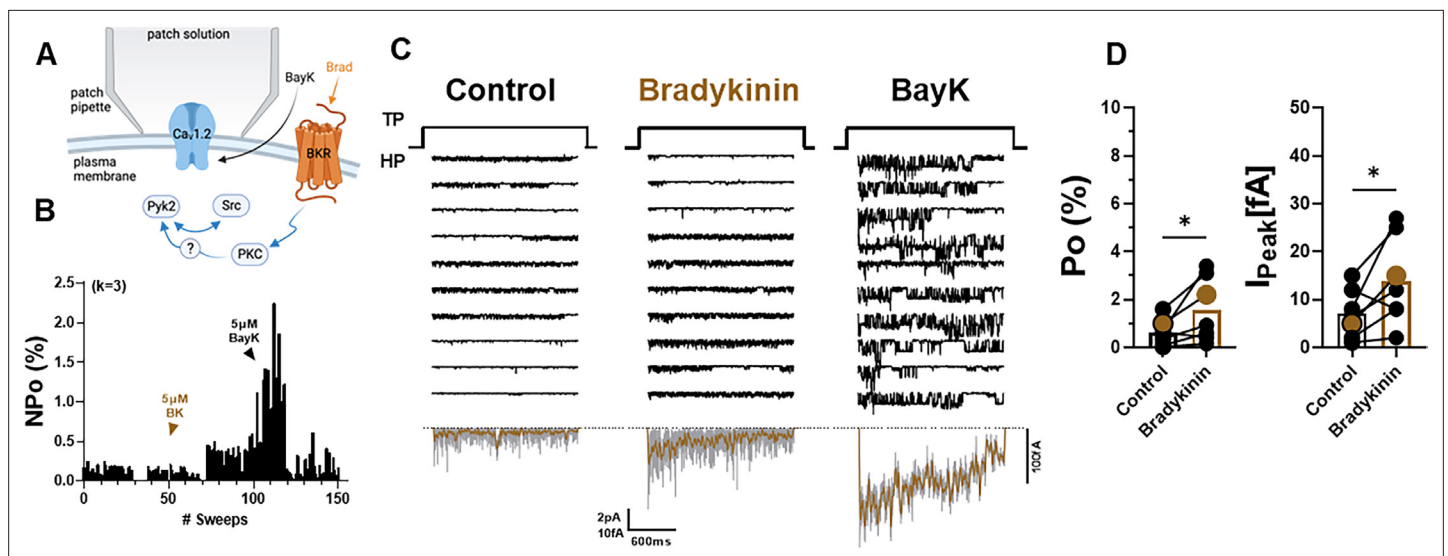 A
patch solution
BayK
Brad
patch
pipette
Cav1.2
BKR
plasma
membrane
Pyk2
Src
?
PKC
B
(k=3)
2.5
2.0
1.5
1.0
0.5
0.0
NPo (%)
5µM
BK
5µM
BayK
0
50
100
150
# Sweeps
C
Control
Bradykinin
BayK
TP
HP
100fA
2pA
10fA
600ms
D
Po (%)
10
8
6
4
2
0
*
Control
Bradykinin
IPeak[fA]
50
40
30
20
10
0
*
Control
Bradykinin